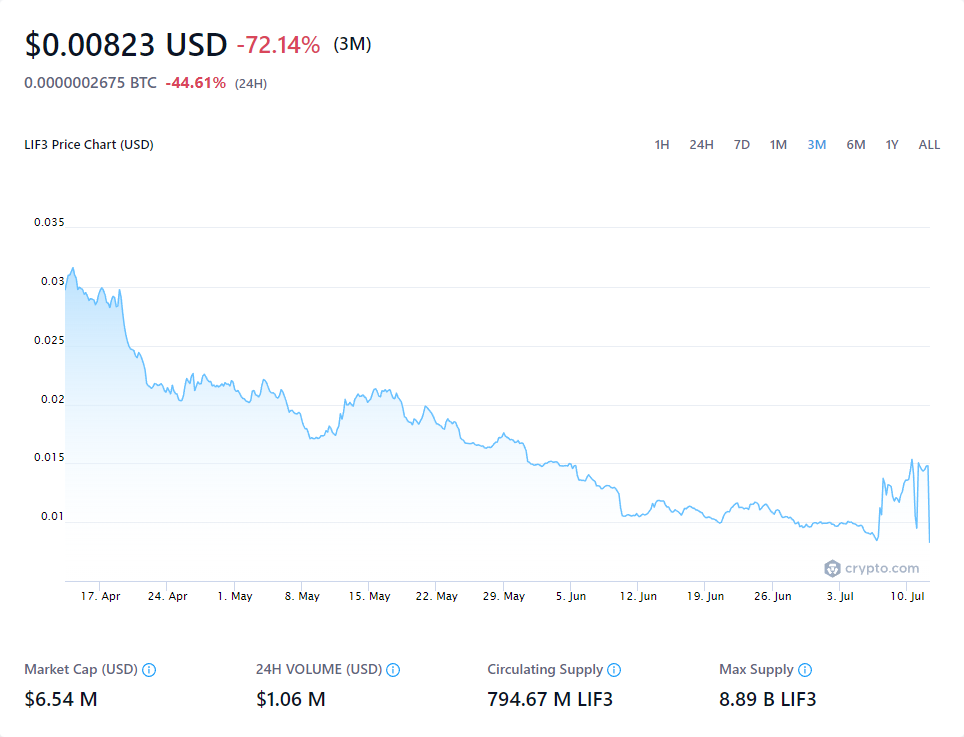 $0.00823 USD -72.14% (3M)
0.0000002675 BTC -44.61% (24H)
LIF3 Price Chart (USD)
1H 24H 7D 1M 3M 6M 1Y ALL
0.035
0.03
0.025
0.02
0.015
0.01
crypto.com
17. Apr 24. Apr 1. May 8. May 15. May 22. May 29. May 5. Jun 12. Jun 19. Jun 26. Jun 3. Jul 10. Jul
Market Cap (USD) 24H VOLUME (USD) Circulating Supply Max Supply
$6.54 M $1.06 M 794.67 M LIF3 8.89 B LIF3